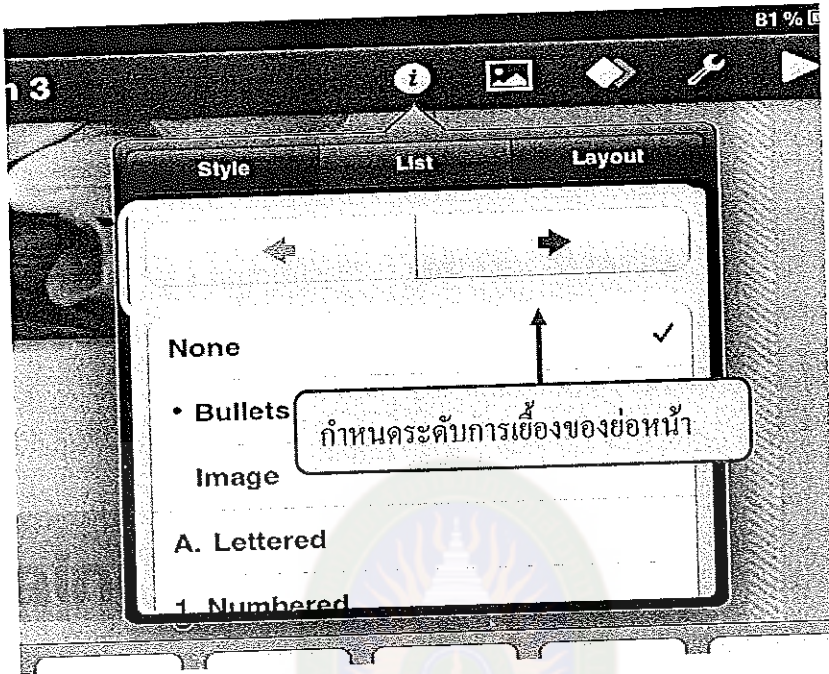 81 %
n 3
Style List Layout
None
• Bullets
กำหนดระดับการเยื้องของย่อหน้า
Image
A. Lettered
1. Numbered